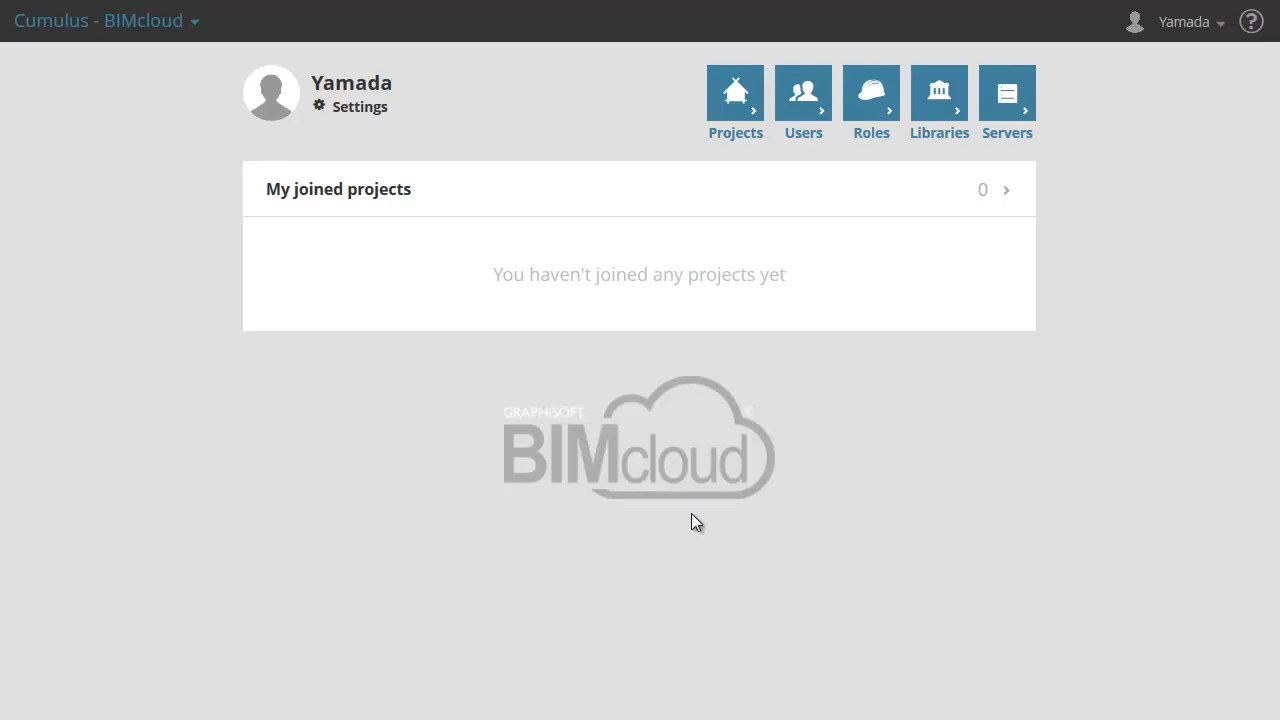 Cumulus - BIMcloud
Yamada
?
Yamada
Settings
Projects
Users
Roles
Libraries
Servers
My joined projects
0
You haven't joined any projects yet
GRAPHISOFT
BIMcloud